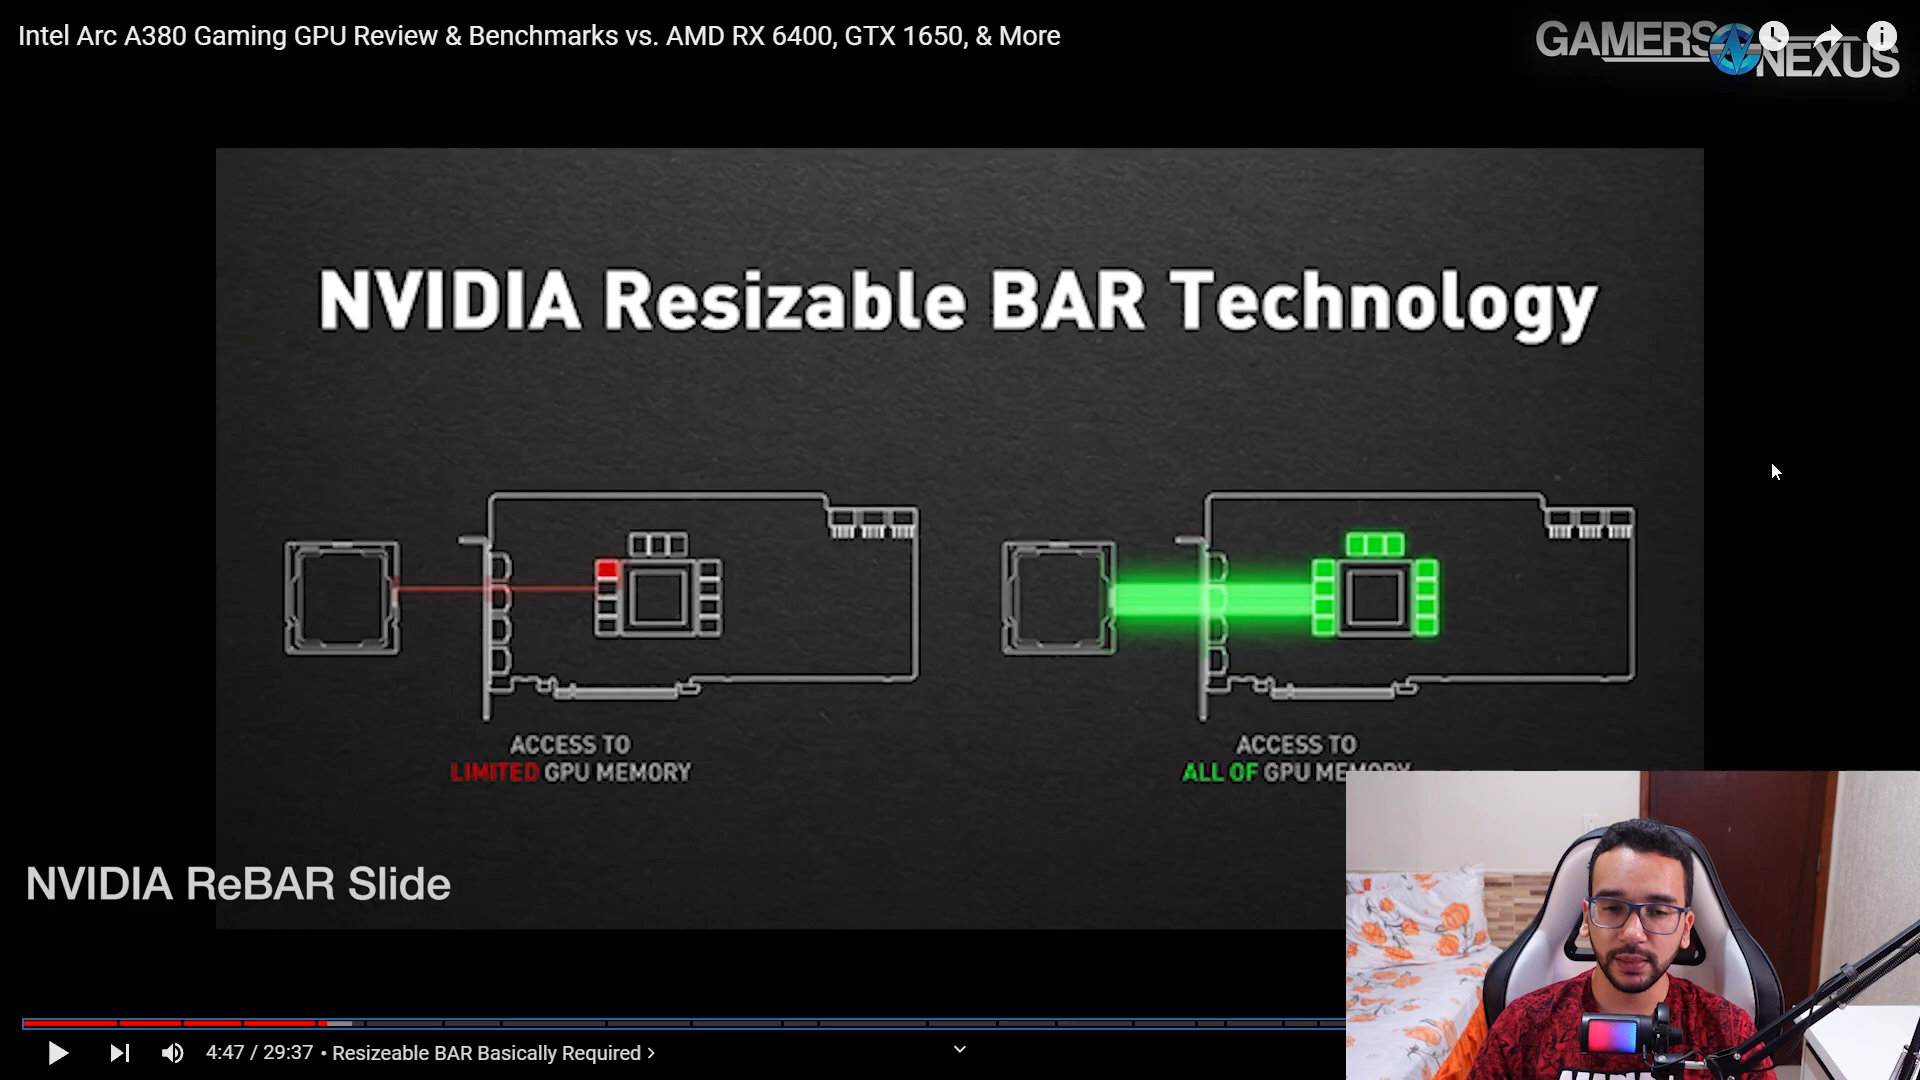 Intel Arc A380 Gaming GPU Review & Benchmarks vs. AMD RX 6400, GTX 1650, & More
GAMERS
NEXUS
NVIDIA Resizable BAR Technology
ACCESS TO
LIMITED GPU MEMORY
ACCESS TO
ALL OF GPU MEMORY
NVIDIA ReBAR Slide
4:47 / 29:37 • Resizeable BAR Basically Required >